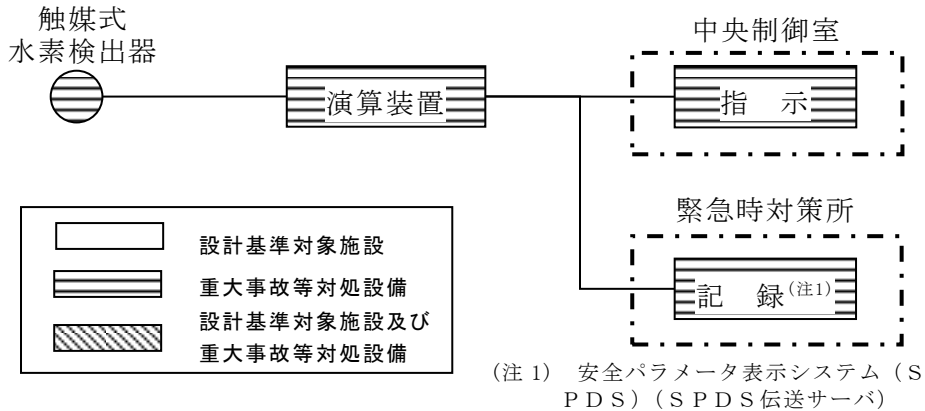 触媒式
水素検出器
演算装置
中央制御室
指　示
緊急時対策所
記　録(注1)
設計基準対象施設
重大事故等対処設備
設計基準対象施設及び
重大事故等対処設備
(注 1)　安全パラメータ表示システム（Ｓ
ＰＤＳ）（ＳＰＤＳ伝送サーバ）